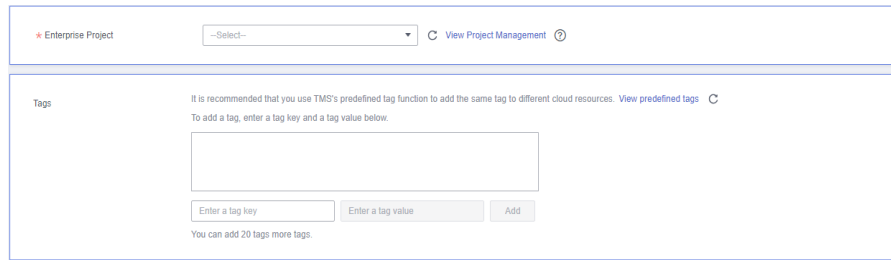 * Enterprise Project --Select-- View Project Management ?
Tags It is recommended that you use TMS's predefined tag function to add the same tag to different cloud resources. View predefined tags
To add a tag, enter a tag key and a tag value below.
Enter a tag key Enter a tag value Add
You can add 20 tags more tags.